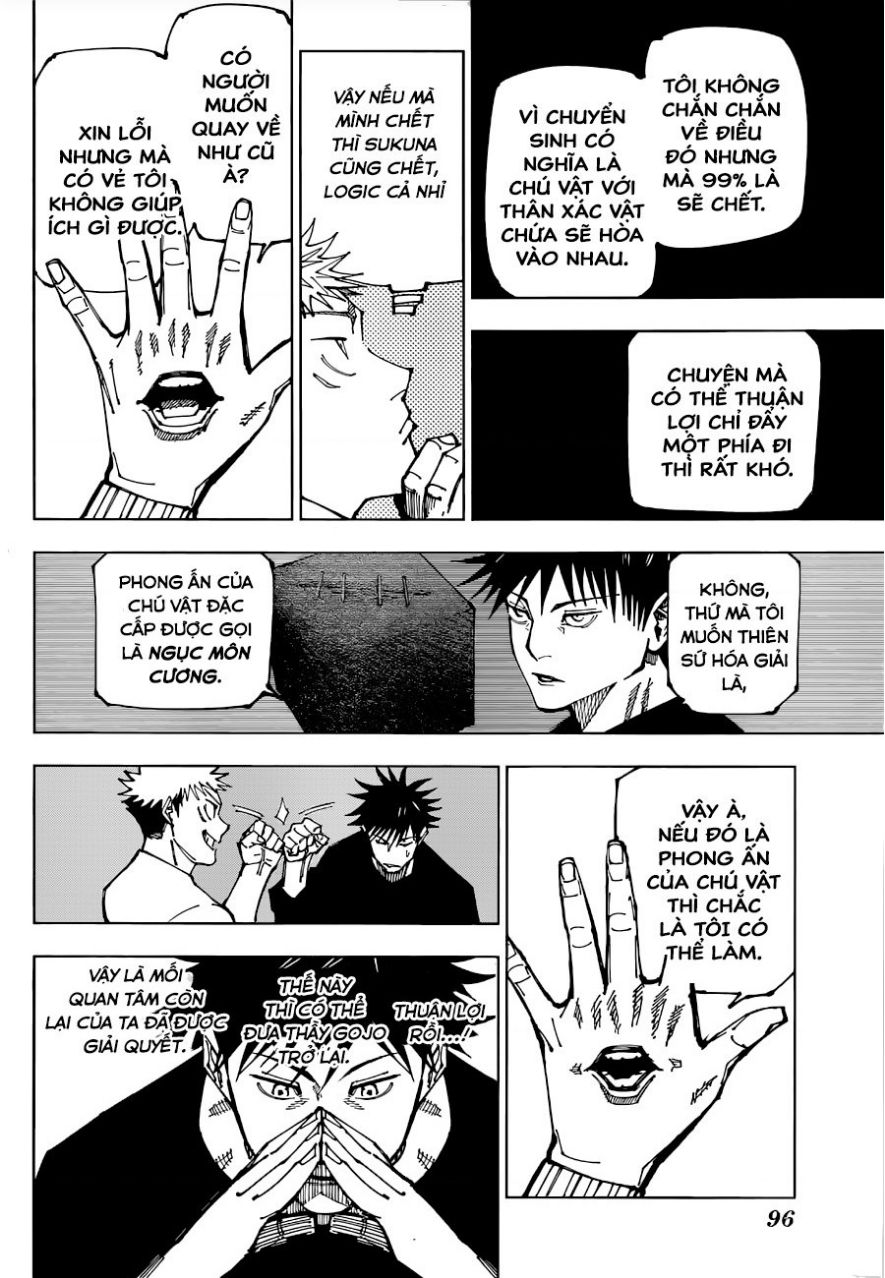 TÔI KHÔNG
CHẮN CHẮN
VỀ ĐIỀU
ĐÓ NHƯNG
MÀ 99% LÀ
SẼ CHẾT.
VÌ CHUYỂN
SINH CÓ
NGHĨA LÀ
CHÚ VẬT VỚI
THÂN XÁC VẬT
CHỨA SẼ HÒA
VÀO NHAU.
CHUYỆN MÀ
CÓ THỂ THUẬN
LỢI CHỈ ĐẨY
MỘT PHÍA ĐI
THÌ RẤT KHÓ.
VẬY NẾU MÀ
MÌNH CHẾT
THÌ SUKUNA
CŨNG CHẾT,
LOGIC CẢ NHỈ
CÓ
NGƯỜI
MUỐN
QUAY VỀ
NHƯ CŨ
À?
XIN LỖI
NHƯNG MÀ
CÓ VẺ TÔI
KHÔNG GIÚP
ÍCH GÌ ĐƯỢC.
KHÔNG,
THỨ MÀ TÔI
MUỐN THIÊN
SỨ HÓA GIẢI
LÀ,
PHONG ẤN CỦA
CHÚ VẬT ĐẶC
CẤP ĐƯỢC GỌI
LÀ NGỤC MÔN
CƯƠNG.
VẬY À,
NẾU ĐÓ LÀ
PHONG ẤN
CỦA CHÚ VẬT
THÌ CHẮC
LÀ TÔI CÓ
THỂ LÀM.
THUẬN LỢI
RỒI....!
THẾ NÀY
THÌ CÓ THỂ
ĐƯA THẦY GOJO
TRỞ LẠI.
VẬY LÀ MỐI
QUAN TÂM CÒN
LẠI CỦA TA ĐÃ ĐƯỢC
GIẢI QUYẾT.
96